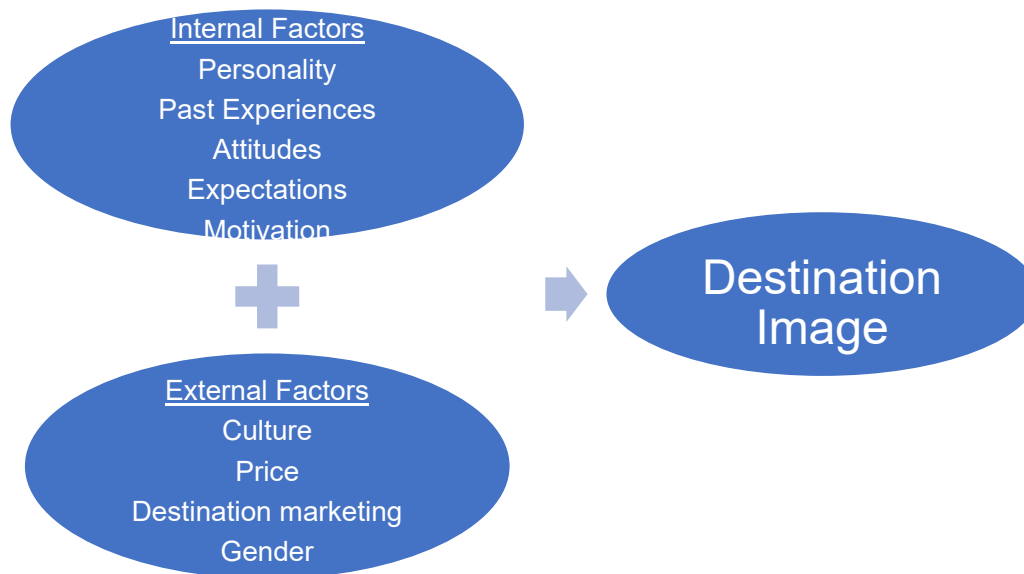 Internal Factors
Personality
Past Experiences
Attitudes
Expectations
Motivation
External Factors
Culture
Price
Destination marketing
Gender
Destination
Image